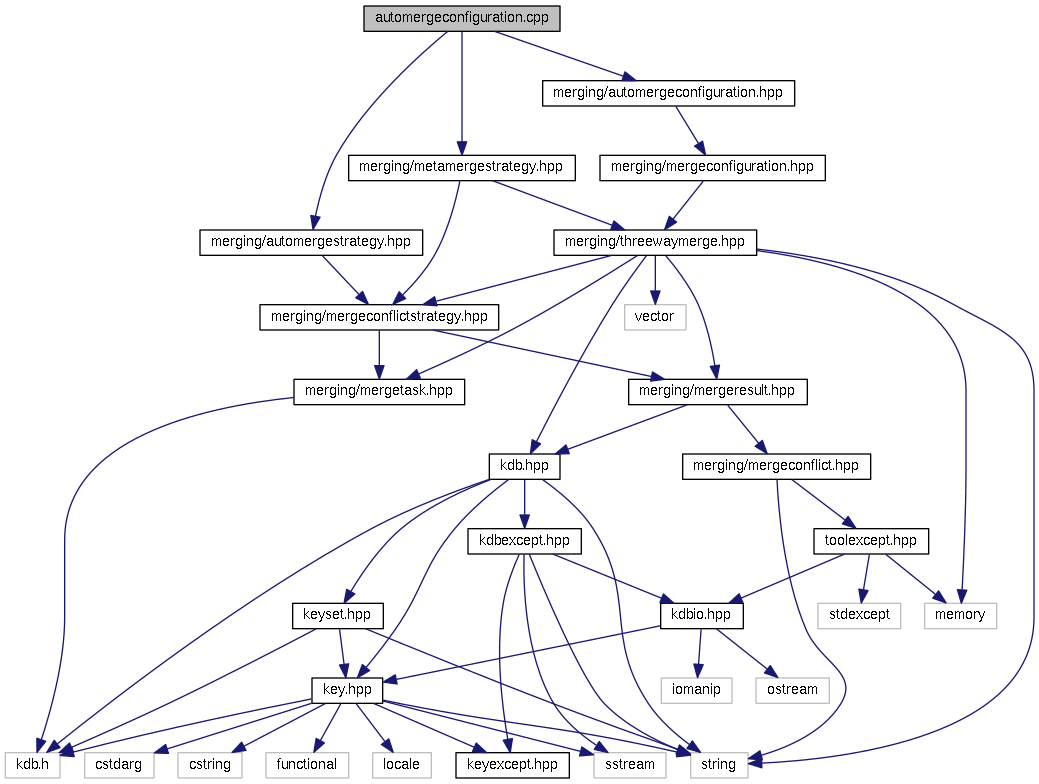 automergeconfiguration.cpp
merging/automergeconfiguration.hpp
merging/metamergestrategy.hpp
merging/mergeconfiguration.hpp
merging/automergestrategy.hpp
merging/threewaymerge.hpp
merging/mergeconflictstrategy.hpp
vector
merging/mergetask.hpp
merging/mergeresult.hpp
kdb.hpp
merging/mergeconflict.hpp
kdbexcept.hpp
toolexcept.hpp
keyset.hpp
kdbio.hpp
stdexcept
memory
key.hpp
iomanip
ostream
kdb.h
cstdarg
cstring
functional
locale
keyexcept.hpp
sstream
string